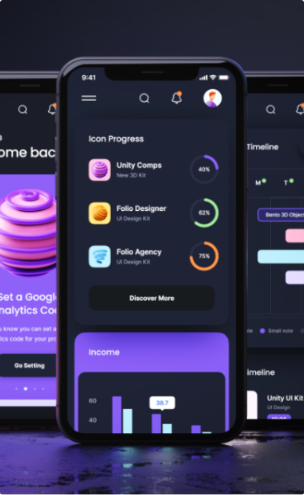 9:41
Icon Progress
Unity Comps
New 3D Kit
40%
Folio Designer
UI Design Kit
62%
Folio Agency
UI Design Kit
75%
Discover More
Income
60
40
38.7
ome bac
Set a Googl
nalytics Cod
know you can set a
ics code for your pro
Go Setting
Timeline
M
T
Bento 3D Object
Small note
imeline
Unity UI Kit
UI Design